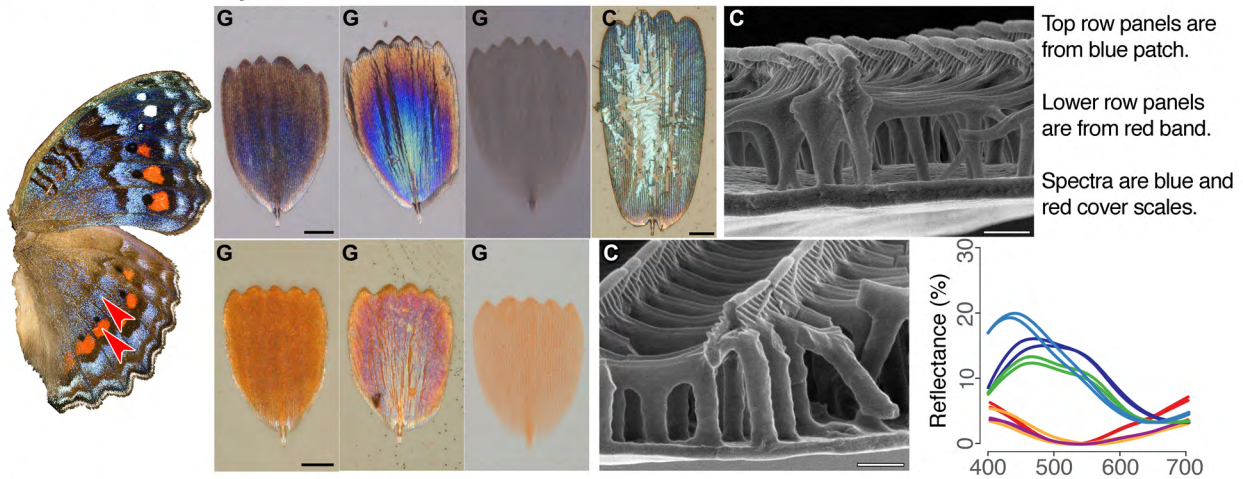 G
G
G
C
C
Top row panels are
from blue patch.
Lower row panels
are from red band.
Spectra are blue and
red cover scales.
G
G
G
C
Reflectance (%)
30
20
10
0
400
500
600
700